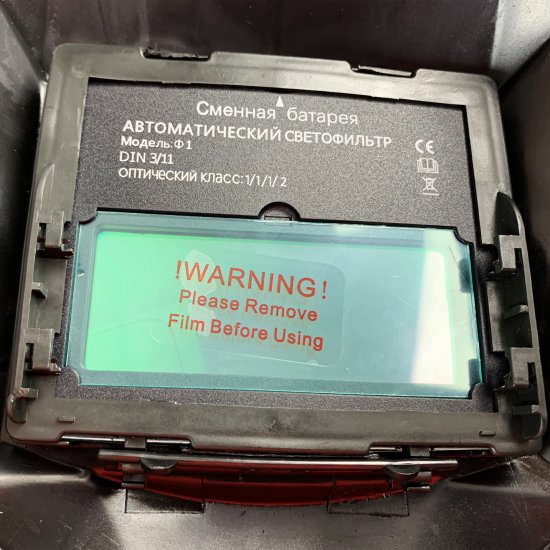 Сменная батарея
АВТОМАТИЧЕСКИЙ СВЕТОФИЛЬТР
Модель: Ф1
DIN 3/11
оптический класс: 1/1/1/2
CE
!WARNING!
Please Remove
Film Before Using